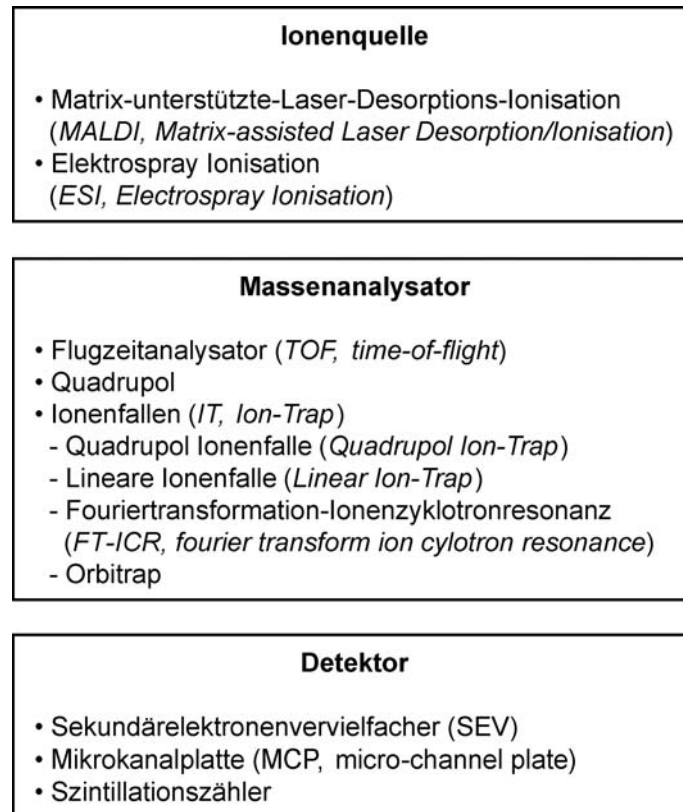 Ionenquelle
• Matrix-unterstützte-Laser-Desorptions-Ionisation
(MALDI, Matrix-assisted Laser Desorption/Ionisation)
• Elektrospray Ionisation
(ESI, Electrospray Ionisation)
Massenanalysator
• Flugzeitanalysator (TOF, time-of-flight)
• Quadrupol
• Ionenfallen (IT, Ion-Trap)
- Quadrupol Ionenfalle (Quadrupol Ion-Trap)
- Lineare Ionenfalle (Linear Ion-Trap)
- Fouriertransformation-Ionenzyklotronresonanz
(FT-ICR, fourier transform ion cylotron resonance)
- Orbitrap
Detektor
• Sekundärelektronenvervielfacher (SEV)
• Mikrokanalplatte (MCP, micro-channel plate)
• Szintillationszähler